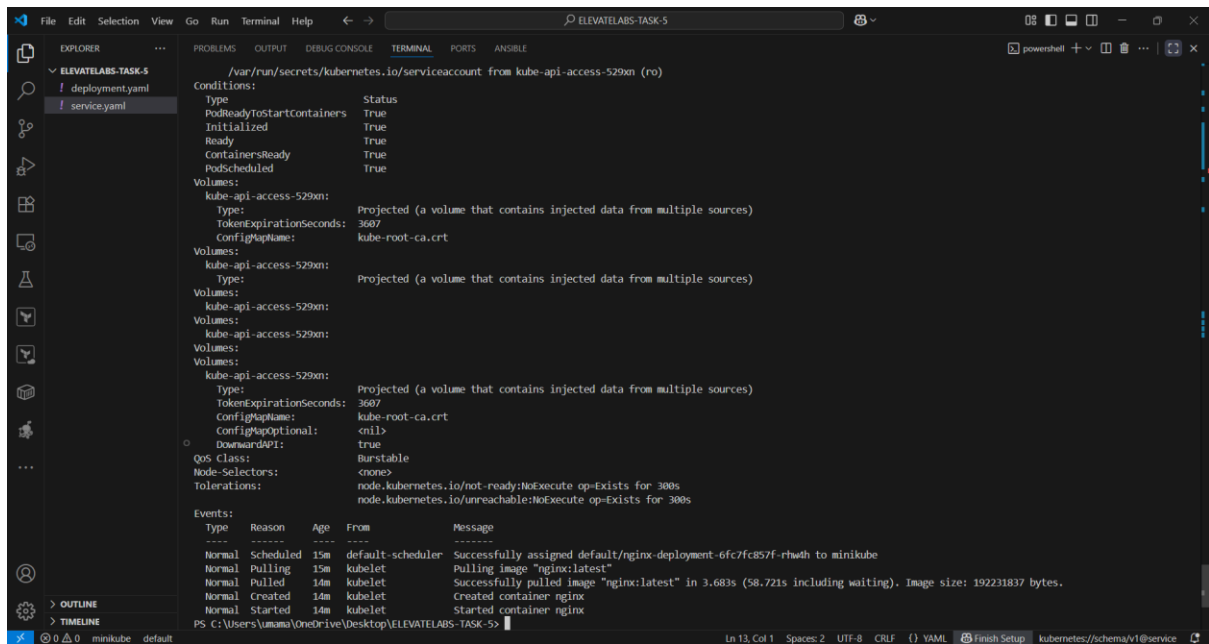 File Edit Selection View Go Run Terminal Help ELEVATELABS-TASK-5
EXPLORER
ELEVATELABS-TASK-5
! deployment.yaml
! service.yaml
OUTLINE
TIMELINE
PROBLEMS OUTPUT DEBUG CONSOLE TERMINAL PORTS ANSIBLE powershell
/var/run/secrets/kubernetes.io/serviceaccount from kube-api-access-529xn (ro)
Conditions:
Type Status
PodReadyToStartContainers True
Initialized True
Ready True
ContainersReady True
PodScheduled True
Volumes:
kube-api-access-529xn:
Type: Projected (a volume that contains injected data from multiple sources)
TokenExpirationSeconds: 3607
ConfigMapName: kube-root-ca.crt
Volumes:
kube-api-access-529xn:
Type: Projected (a volume that contains injected data from multiple sources)
Volumes:
kube-api-access-529xn:
Volumes:
kube-api-access-529xn:
Volumes:
Volumes:
kube-api-access-529xn:
Type: Projected (a volume that contains injected data from multiple sources)
TokenExpirationSeconds: 3607
ConfigMapName: kube-root-ca.crt
ConfigMapOptional: <nil>
DownwardAPI: true
QoS Class: Burstable
Node-Selectors: <none>
Tolerations: node.kubernetes.io/not-ready:NoExecute op=Exists for 300s
node.kubernetes.io/unreachable:NoExecute op=Exists for 300s
Events:
Type Reason Age From Message
---- ------ ---- ---- -------
Normal Scheduled 15m default-scheduler Successfully assigned default/nginx-deployment-6fc7fc857f-rhw4h to minikube
Normal Pulling 15m kubelet Pulling image "nginx:latest"
Normal Pulled 14m kubelet Successfully pulled image "nginx:latest" in 3.683s (58.721s including waiting). Image size: 192231837 bytes.
Normal Created 14m kubelet Created container nginx
Normal Started 14m kubelet Started container nginx
PS C:\Users\umama\OneDrive\Desktop\ELEVATELABS-TASK-5>
0 0 minikube default Ln 13, Col 1 Spaces: 2 UTF-8 CRLF {} YAML Finish Setup kubernetes://schema/v1@service